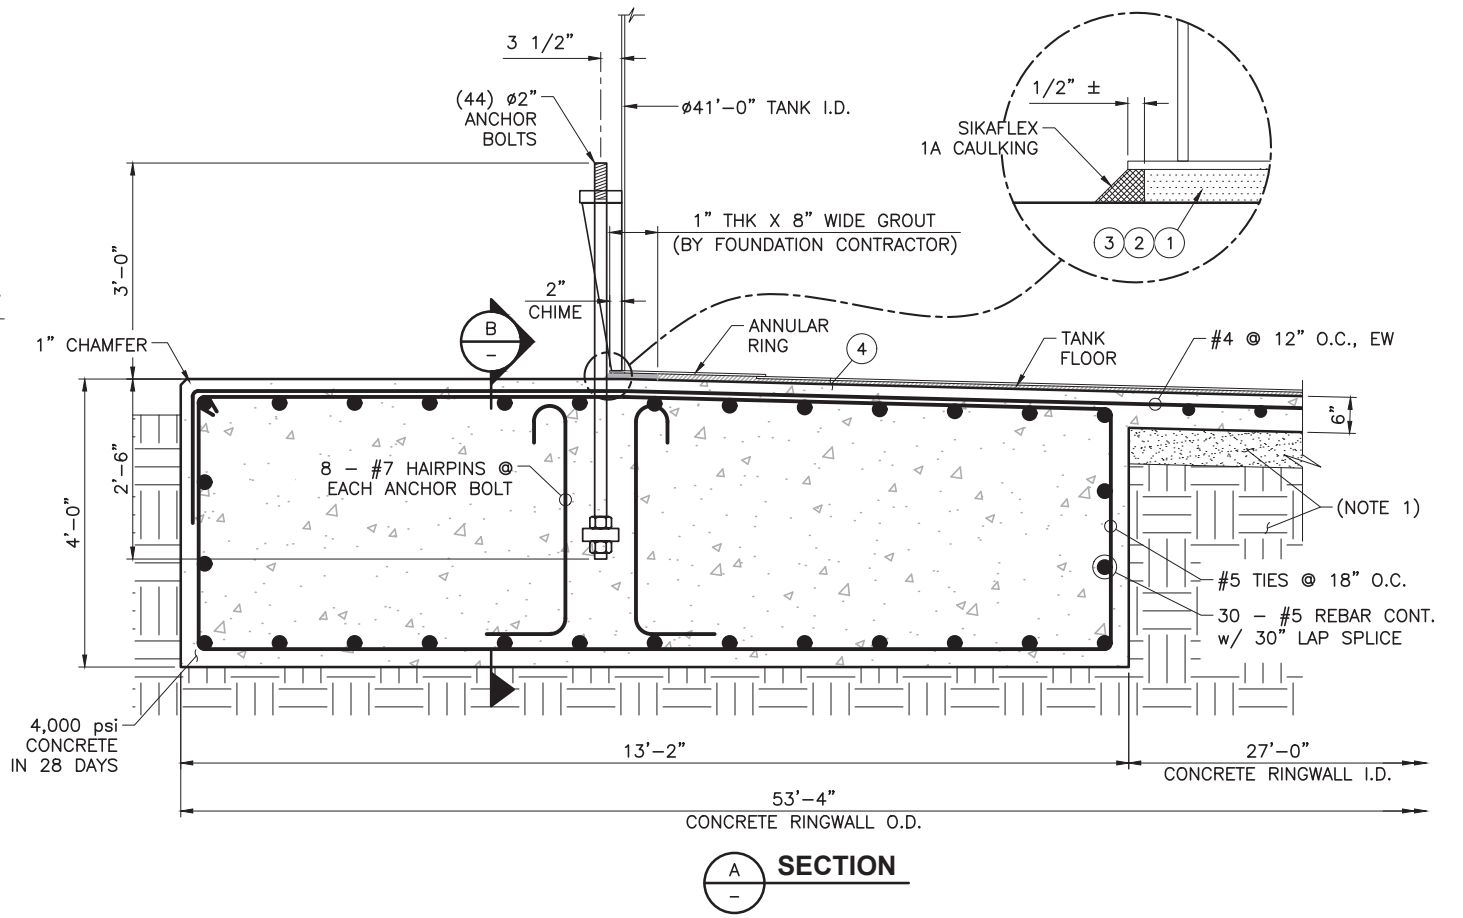 3 1/2”
(44) ø2”
ANCHOR
BOLTS
ø41’-0” TANK I.D.
1/2” ±
SIKAFLEX
1A CAULKING
3 2 1
1” THK X 8” WIDE GROUT
(BY FOUNDATION CONTRACTOR)
3’-0”
2”
CHIME
B
-
1” CHAMFER
ANNULAR
RING
4
TANK
FLOOR
#4 @ 12” O.C., EW
6”
2’-6”
4’-0”
8 - #7 HAIRPINS @
EACH ANCHOR BOLT
(NOTE 1)
#5 TIES @ 18” O.C.
30 - #5 REBAR CONT.
w/ 30” LAP SPLICE
4,000 psi
CONCRETE
IN 28 DAYS
13’-2”
27’-0”
CONCRETE RINGWALL I.D.
53’-4”
CONCRETE RINGWALL O.D.
A
-
SECTION